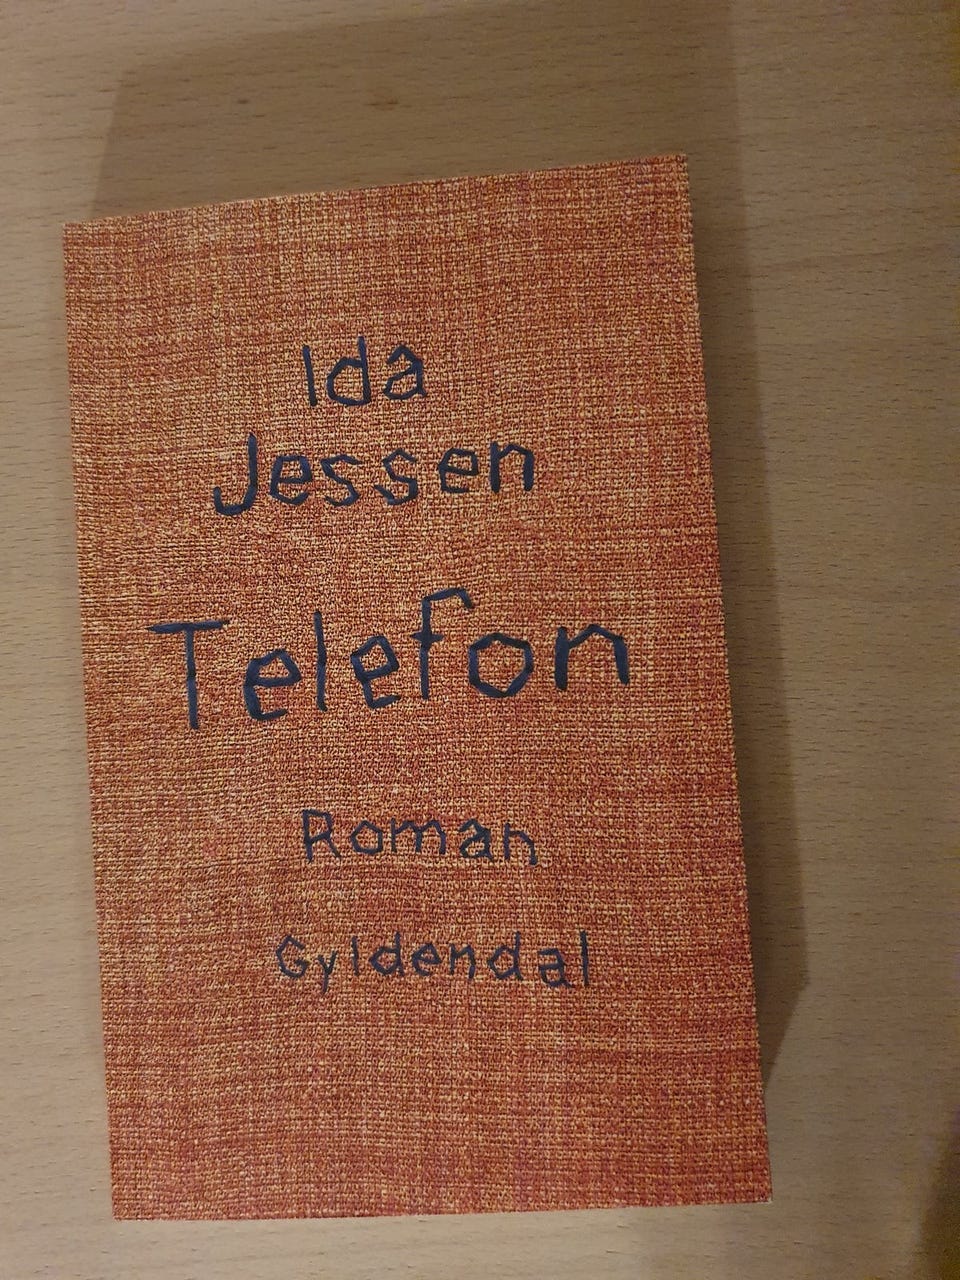 Ida
Jessen
Telefon
Roman
Gyldendal